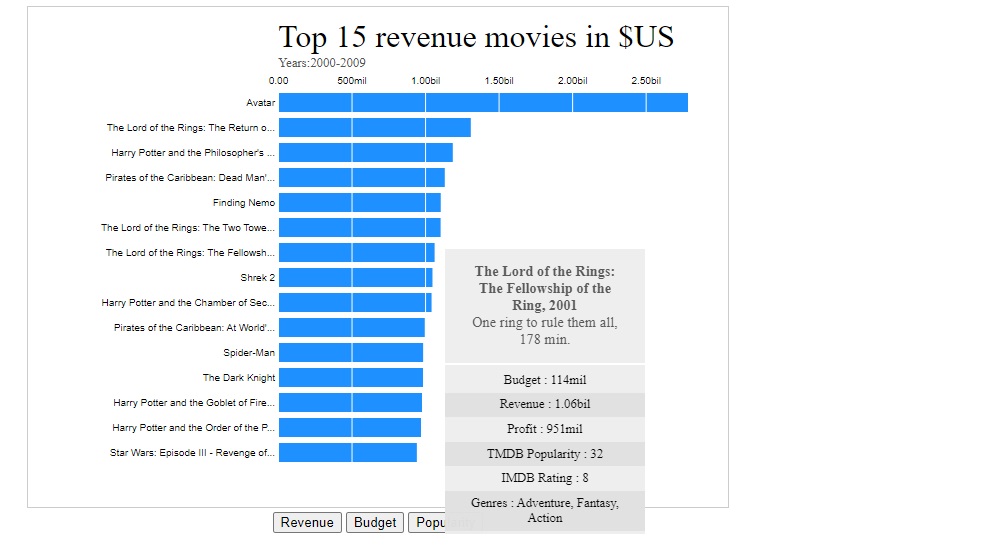 Top 15 revenue movies in $US
Years:2000-2009
0.00 500mil 1.00bil 1.50bil 2.00bil 2.50bil
Avatar
The Lord of the Rings: The Return o...
Harry Potter and the Philosopher's ...
Pirates of the Caribbean: Dead Man'...
Finding Nemo
The Lord of the Rings: The Two Towe...
The Lord of the Rings: The Fellowsh...
Shrek 2
Harry Potter and the Chamber of Sec...
Pirates of the Caribbean: At World'...
Spider-Man
The Dark Knight
Harry Potter and the Goblet of Fire...
Harry Potter and the Order of the P...
Star Wars: Episode III - Revenge of...
The Lord of the Rings:
The Fellowship of the
Ring, 2001
One ring to rule them all,
178 min.
Budget : 114mil
Revenue : 1.06bil
Profit : 951mil
TMDB Popularity : 32
IMDB Rating : 8
Genres : Adventure, Fantasy,
Action
Revenue Budget